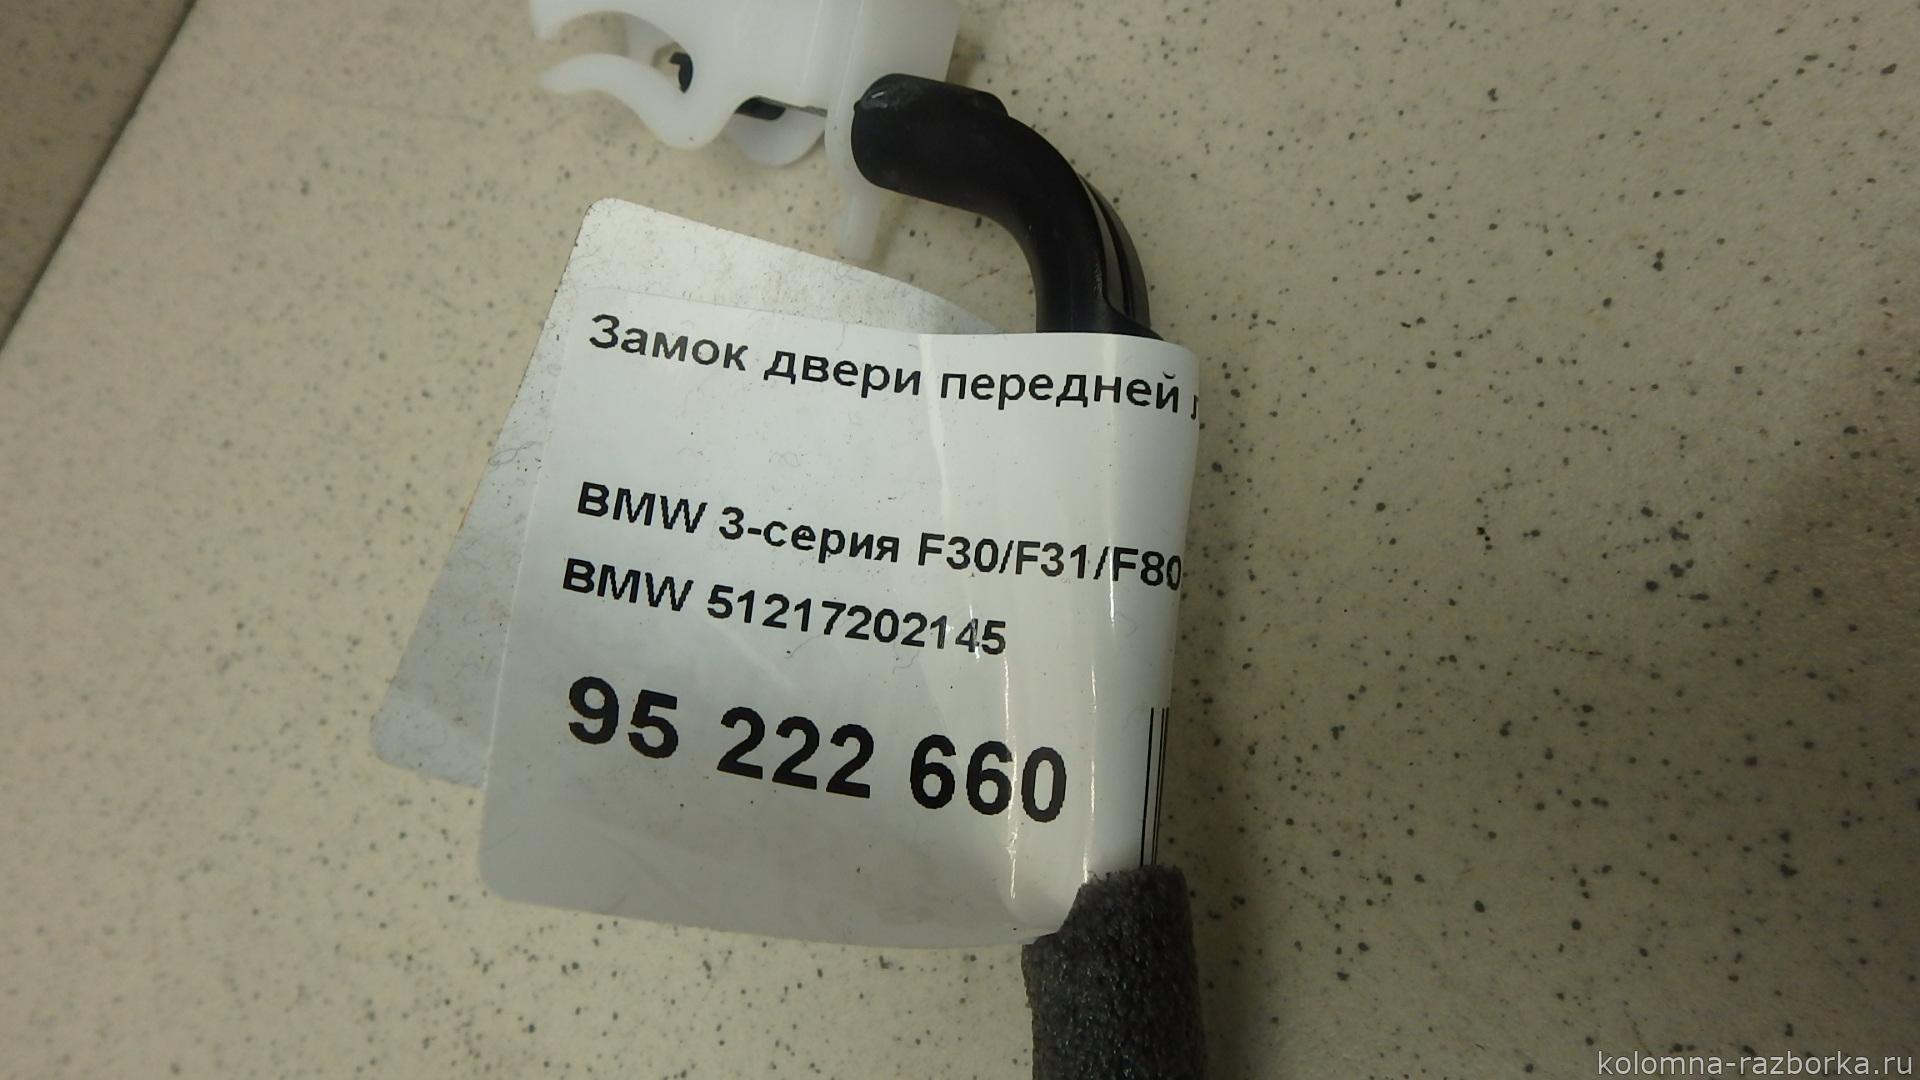 Замок двери передней л
BMW 3-серия F30/F31/F80
BMW 51217202145
95 222 660
kolomna-razborka.ru